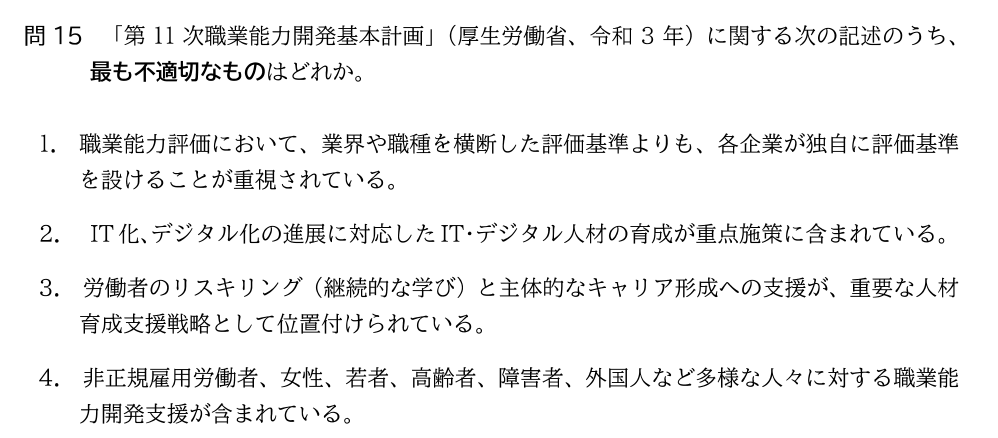 問 15 「第 11 次職業能力開発基本計画」（厚生労働省、令和 3 年）に関する次の記述のうち、
最も不適切なものはどれか。
1. 職業能力評価において、業界や職種を横断した評価基準よりも、各企業が独自に評価基準
を設けることが重視されている。
2. IT 化、デジタル化の進展に対応した IT・デジタル人材の育成が重点施策に含まれている。
3. 労働者のリスキリング（継続的な学び）と主体的なキャリア形成への支援が、重要な人材
育成支援戦略として位置付けられている。
4. 非正規雇用労働者、女性、若者、高齢者、障害者、外国人など多様な人々に対する職業能
力開発支援が含まれている。